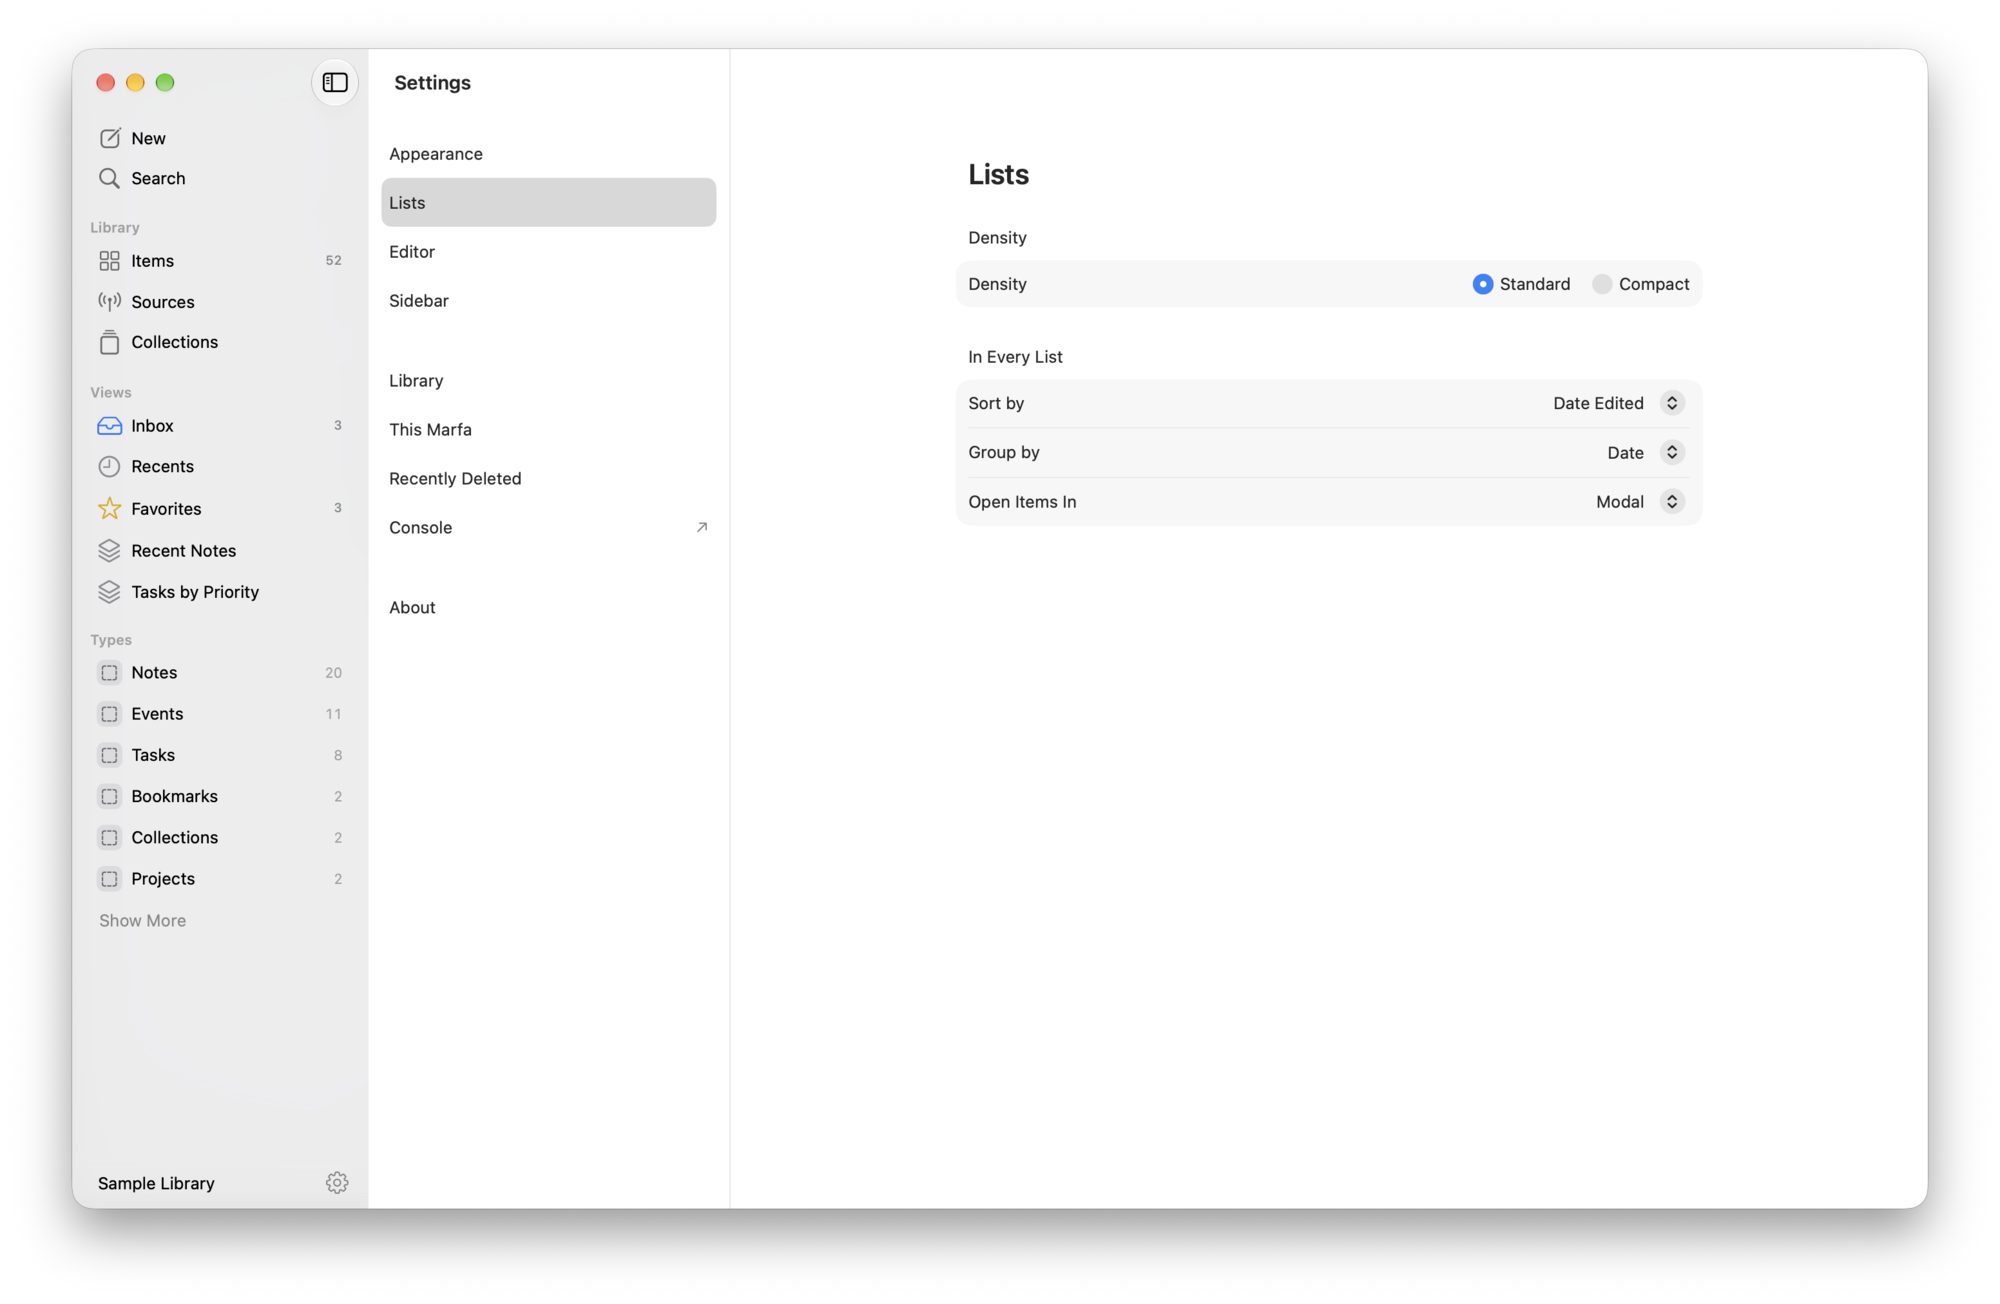 New
Search
Library
Items 52
Sources
Collections
Views
Inbox 3
Recents
Favorites 3
Recent Notes
Tasks by Priority
Types
Notes 20
Events 11
Tasks 8
Bookmarks 2
Collections 2
Projects 2
Show More
Sample Library
Settings
Appearance
Lists
Editor
Sidebar
Library
This Marfa
Recently Deleted
Console
About
Lists
Density
Density Standard Compact
In Every List
Sort by Date Edited
Group by Date
Open Items In Modal